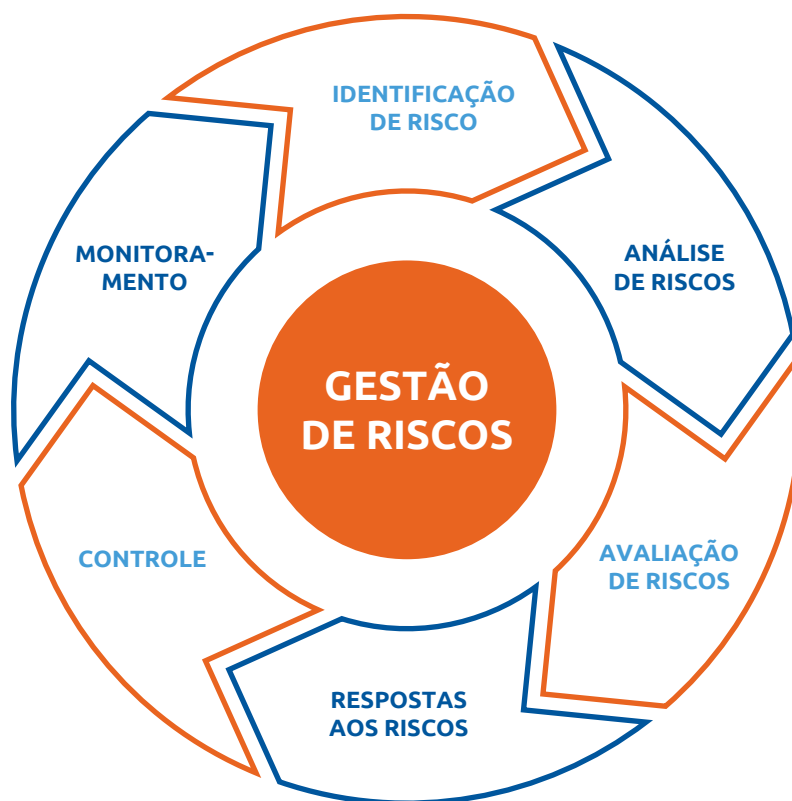 IDENTIFICAÇÃO
DE RISCO
ANÁLISE
DE RISCOS
AVALIAÇÃO
DE RISCOS
RESPOSTAS
AOS RISCOS
CONTROLE
MONITORA-
MENTO
GESTÃO
DE RISCOS